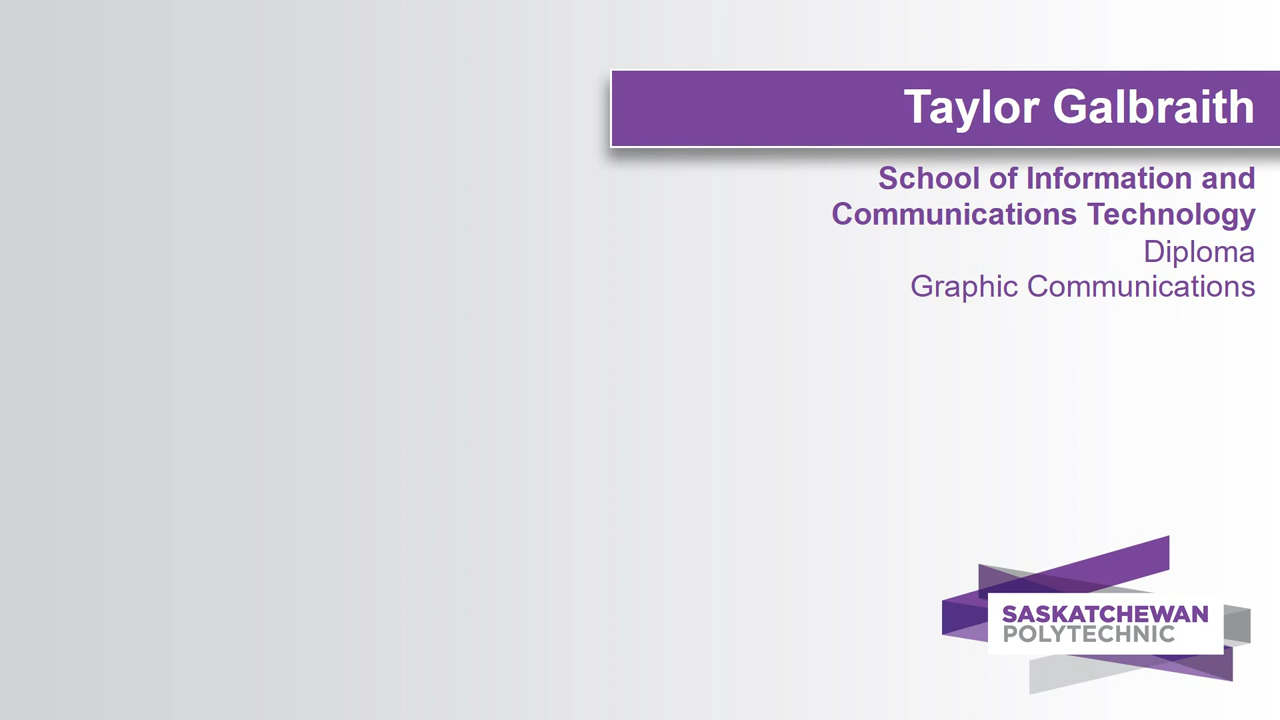 Taylor Galbraith
School of Information and
Communications Technology
Diploma
Graphic Communications
SASKATCHEWAN
POLYTECHNIC